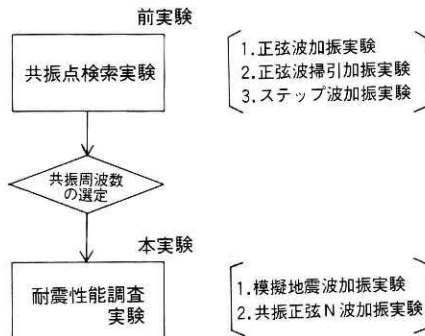 前実験
共振点検索実験
1.正弦波加振実験
2.正弦波掃引加振実験
3.ステップ波加振実験
共振周波数
の選定
本実験
耐震性能調査
実験
1.模擬地震波加振実験
2.共振正弦N波加振実験